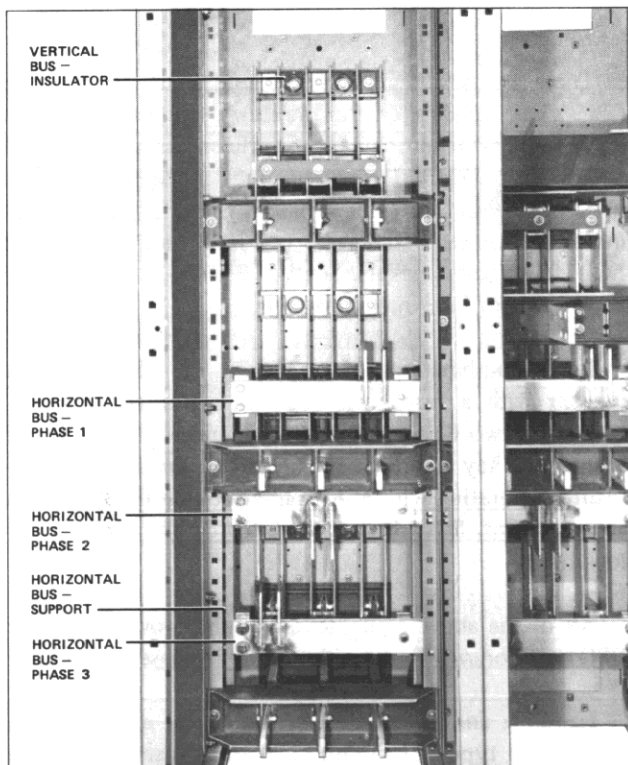 VERTICAL
BUS –
INSULATOR
HORIZONTAL
BUS –
PHASE 1
HORIZONTAL
BUS –
PHASE 2
HORIZONTAL
BUS –
SUPPORT
HORIZONTAL
BUS –
PHASE 3